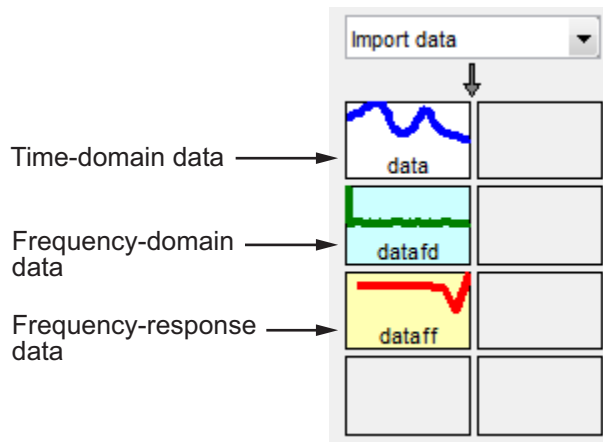 Import data
Time-domain data
data
Frequency-domain
data
datafd
Frequency-response
data
dataff